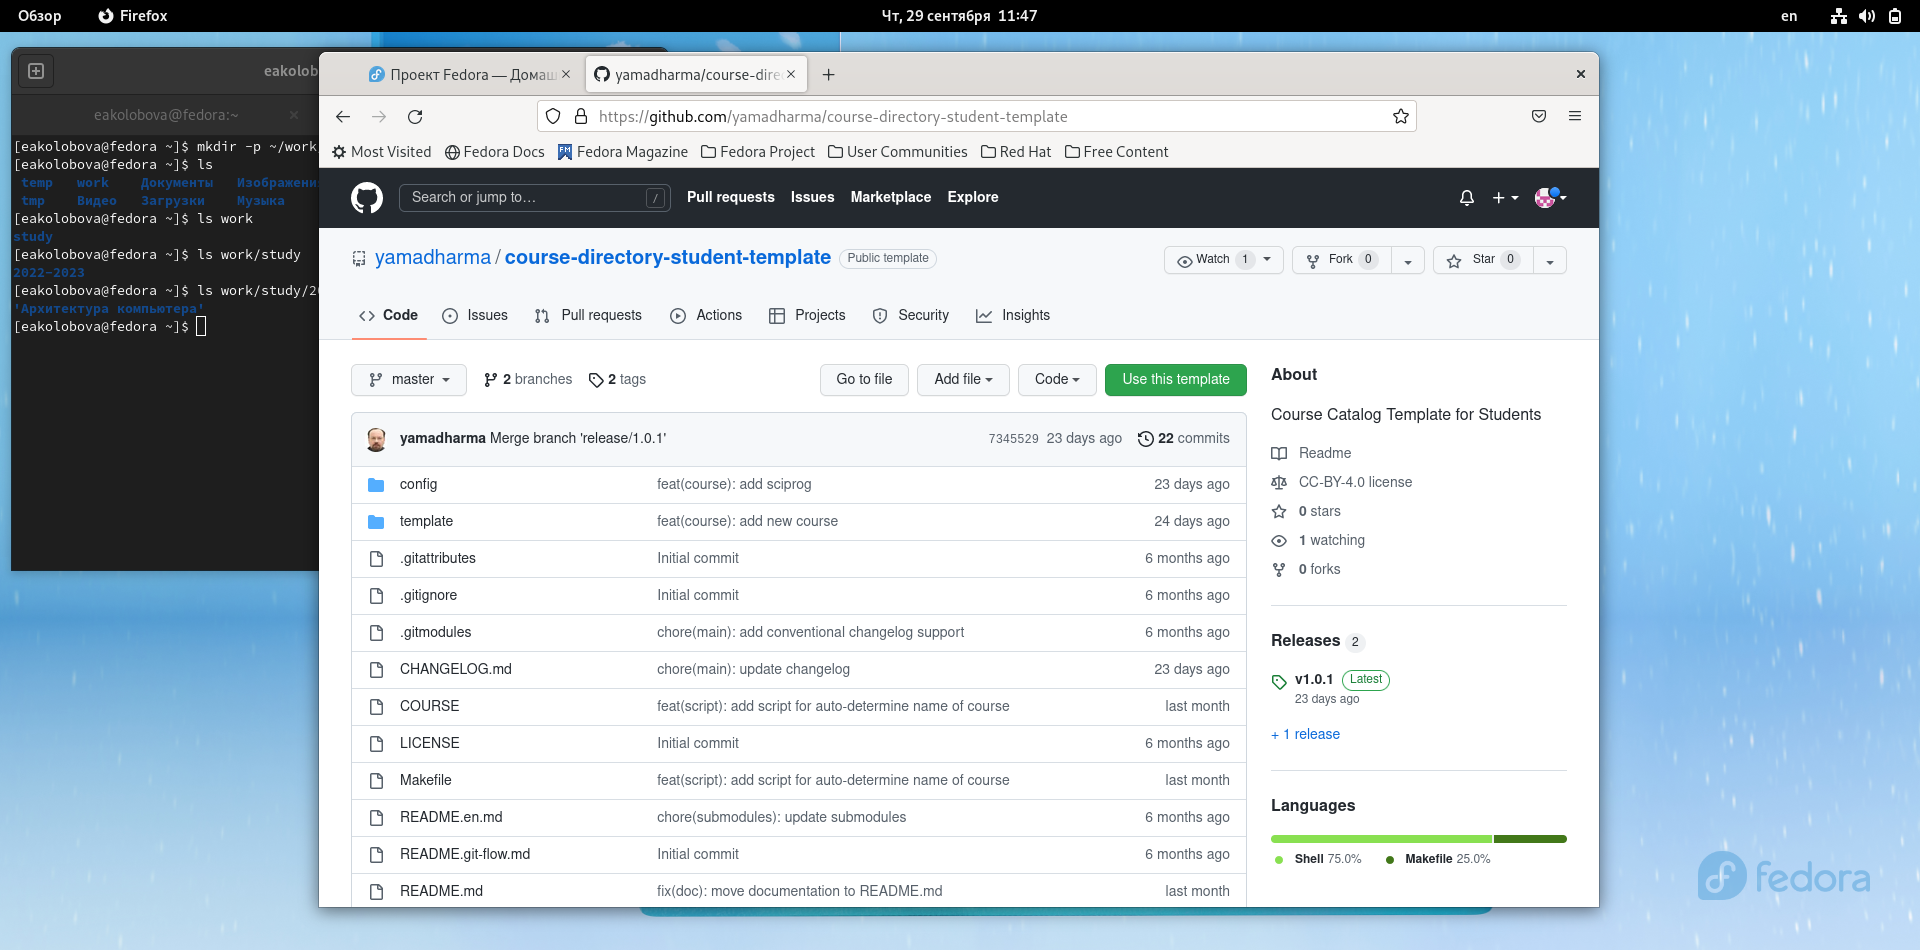 Обзор Firefox Чт, 29 сентября 11:47 en
eakolob
eakolobova@fedora:~
[eakolobova@fedora ~]$ mkdir -p ~/work
[eakolobova@fedora ~]$ ls
temp work Документы Изображени
tmp Видео Загрузки Музыка
[eakolobova@fedora ~]$ ls work
study
[eakolobova@fedora ~]$ ls work/study
2022-2023
[eakolobova@fedora ~]$ ls work/study/2
'Архитектура компьютера'
[eakolobova@fedora ~]$
Проект Fedora — Домаш yamadharma/course-dire
https://github.com/yamadharma/course-directory-student-template
Most Visited Fedora Docs Fedora Magazine Fedora Project User Communities Red Hat Free Content
Search or jump to… / Pull requests Issues Marketplace Explore
yamadharma / course-directory-student-template Public template Watch 1 Fork 0 Star 0
Code Issues Pull requests Actions Projects Security Insights
master 2 branches 2 tags Go to file Add file Code Use this template
yamadharma Merge branch 'release/1.0.1' 7345529 23 days ago 22 commits
config feat(course): add sciprog 23 days ago
template feat(course): add new course 24 days ago
.gitattributes Initial commit 6 months ago
.gitignore Initial commit 6 months ago
.gitmodules chore(main): add conventional changelog support 6 months ago
CHANGELOG.md chore(main): update changelog 23 days ago
COURSE feat(script): add script for auto-determine name of course last month
LICENSE Initial commit 6 months ago
Makefile feat(script): add script for auto-determine name of course last month
README.en.md chore(submodules): update submodules 6 months ago
README.git-flow.md Initial commit 6 months ago
README.md fix(doc): move documentation to README.md last month
About
Course Catalog Template for Students
Readme
CC-BY-4.0 license
0 stars
1 watching
0 forks
Releases 2
v1.0.1 Latest
23 days ago
+ 1 release
Languages
Shell 75.0% Makefile 25.0%
fedora